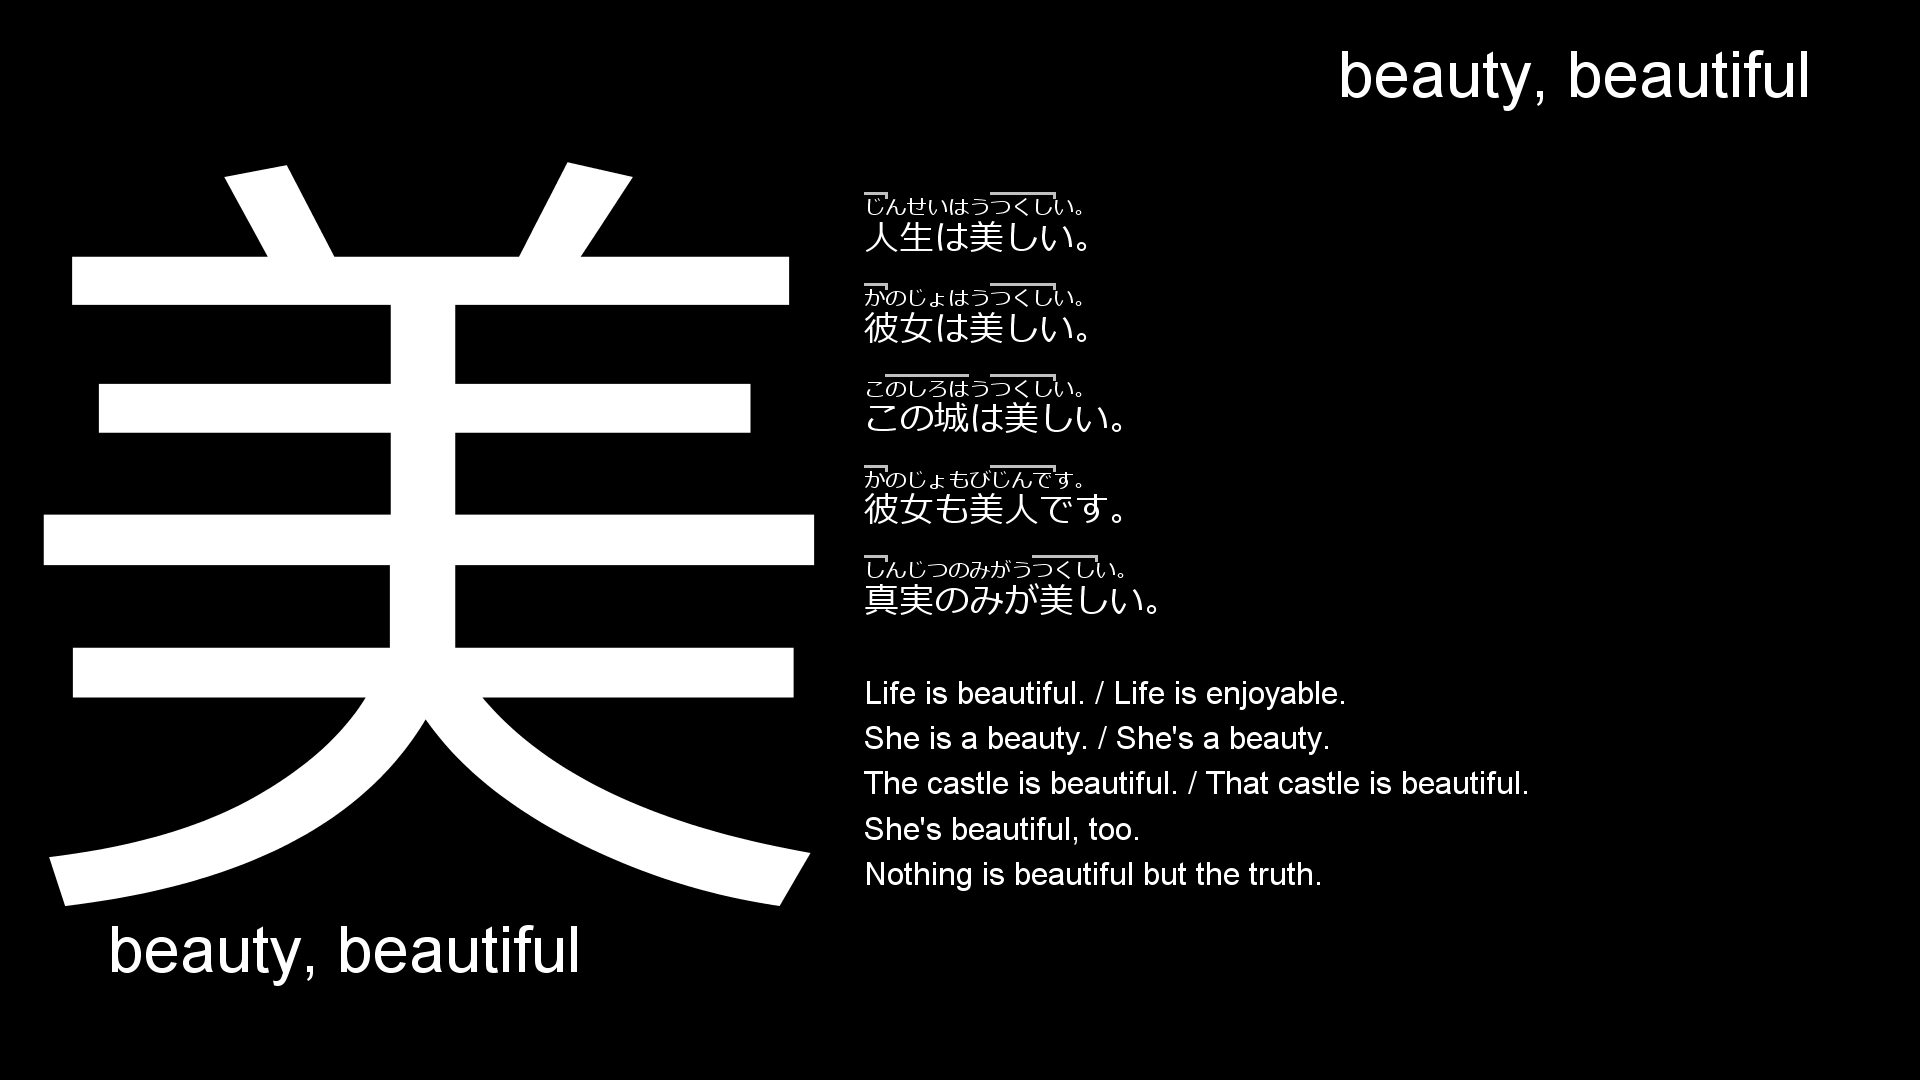 beauty, beautiful
美
beauty, beautiful
じんせいはうつくしい。
人生は美しい。
かのじょはうつくしい。
彼女は美しい。
このしろはうつくしい。
この城は美しい。
かのじょもびじんです。
彼女も美人です。
しんじつのみがうつくしい。
真実のみが美しい。
Life is beautiful. / Life is enjoyable.
She is a beauty. / She's a beauty.
The castle is beautiful. / That castle is beautiful.
She's beautiful, too.
Nothing is beautiful but the truth.